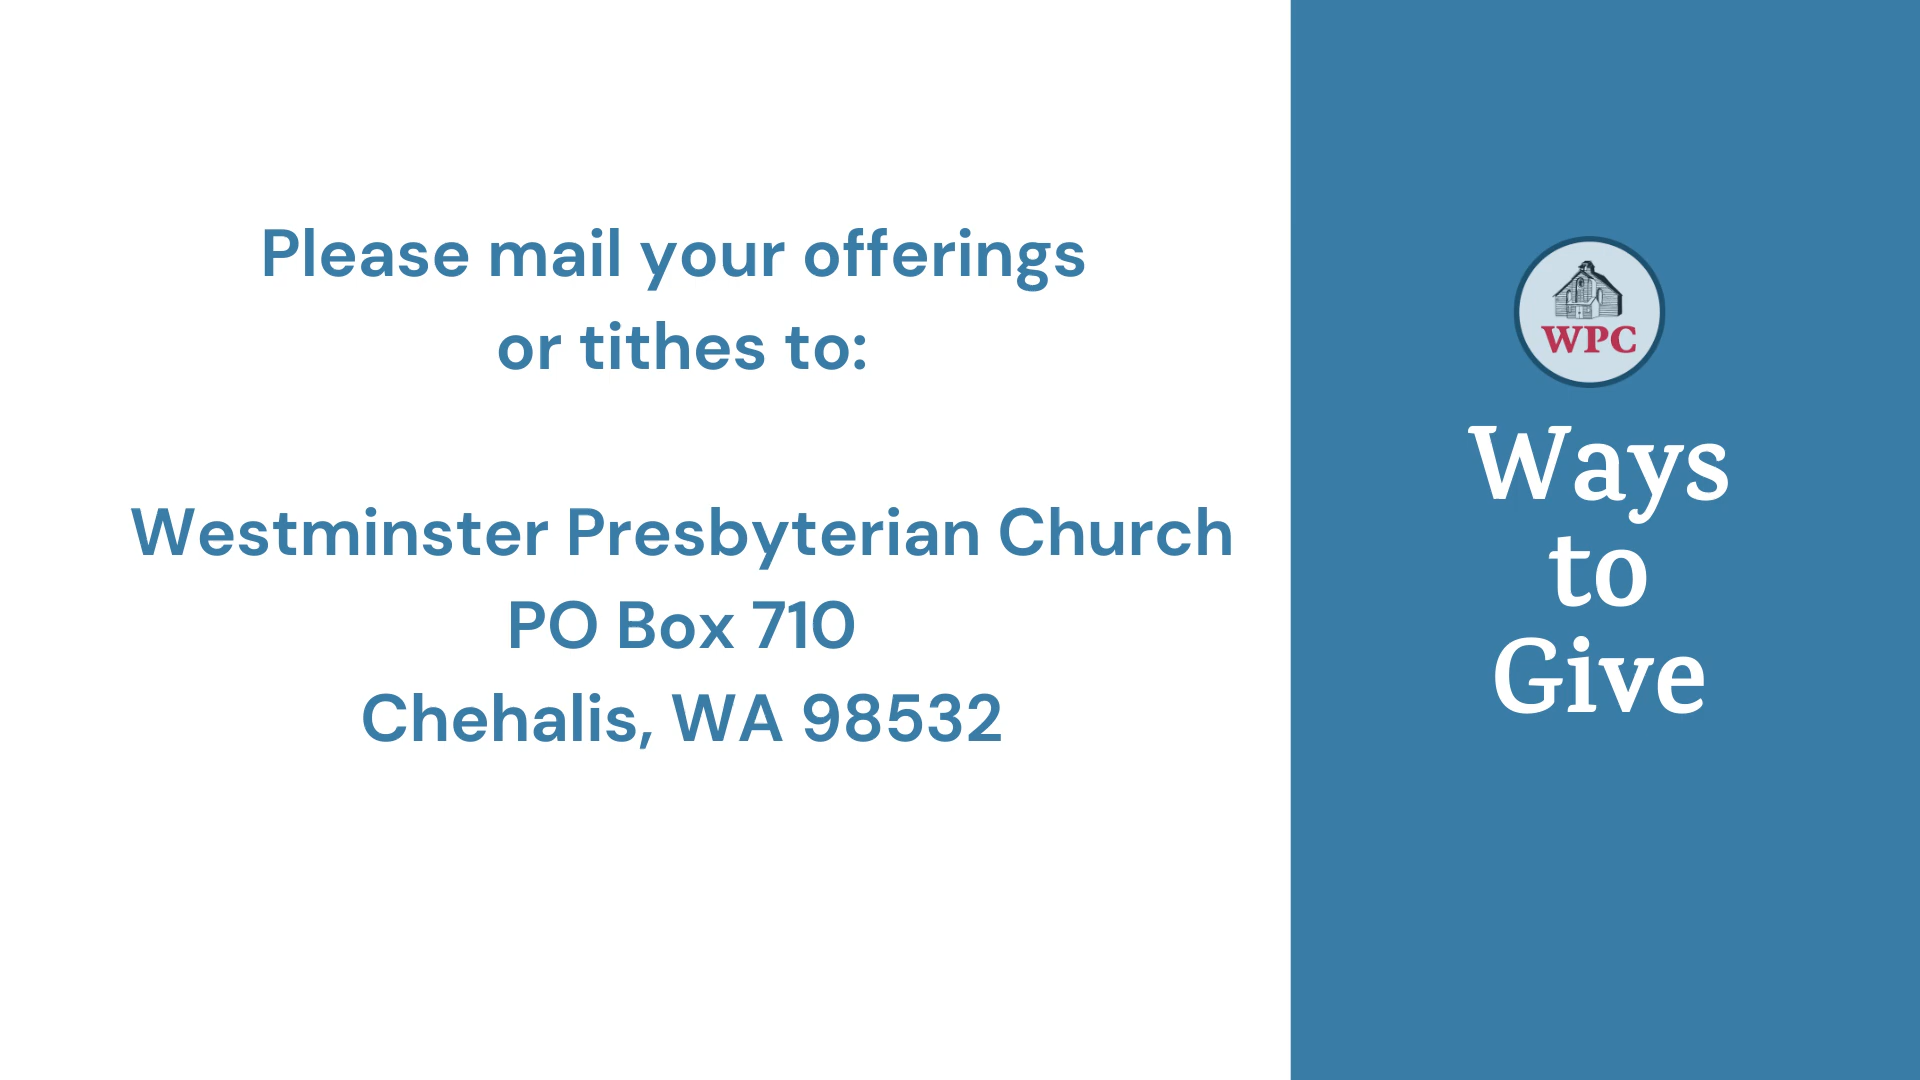 Please mail your offerings
or tithes to:
Westminster Presbyterian Church
PO Box 710
Chehalis, WA 98532
WPC
Ways
to
Give